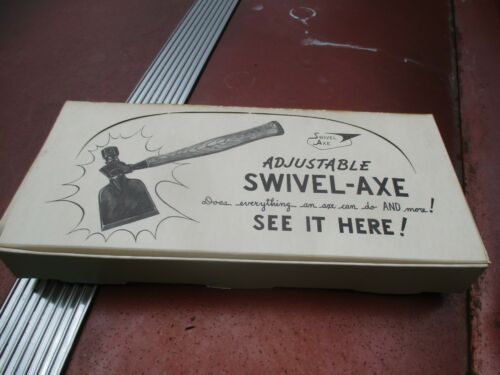 SWIVEL
AXE
ADJUSTABLE
SWIVEL-AXE
Does everything an axe can do AND more!
SEE IT HERE!